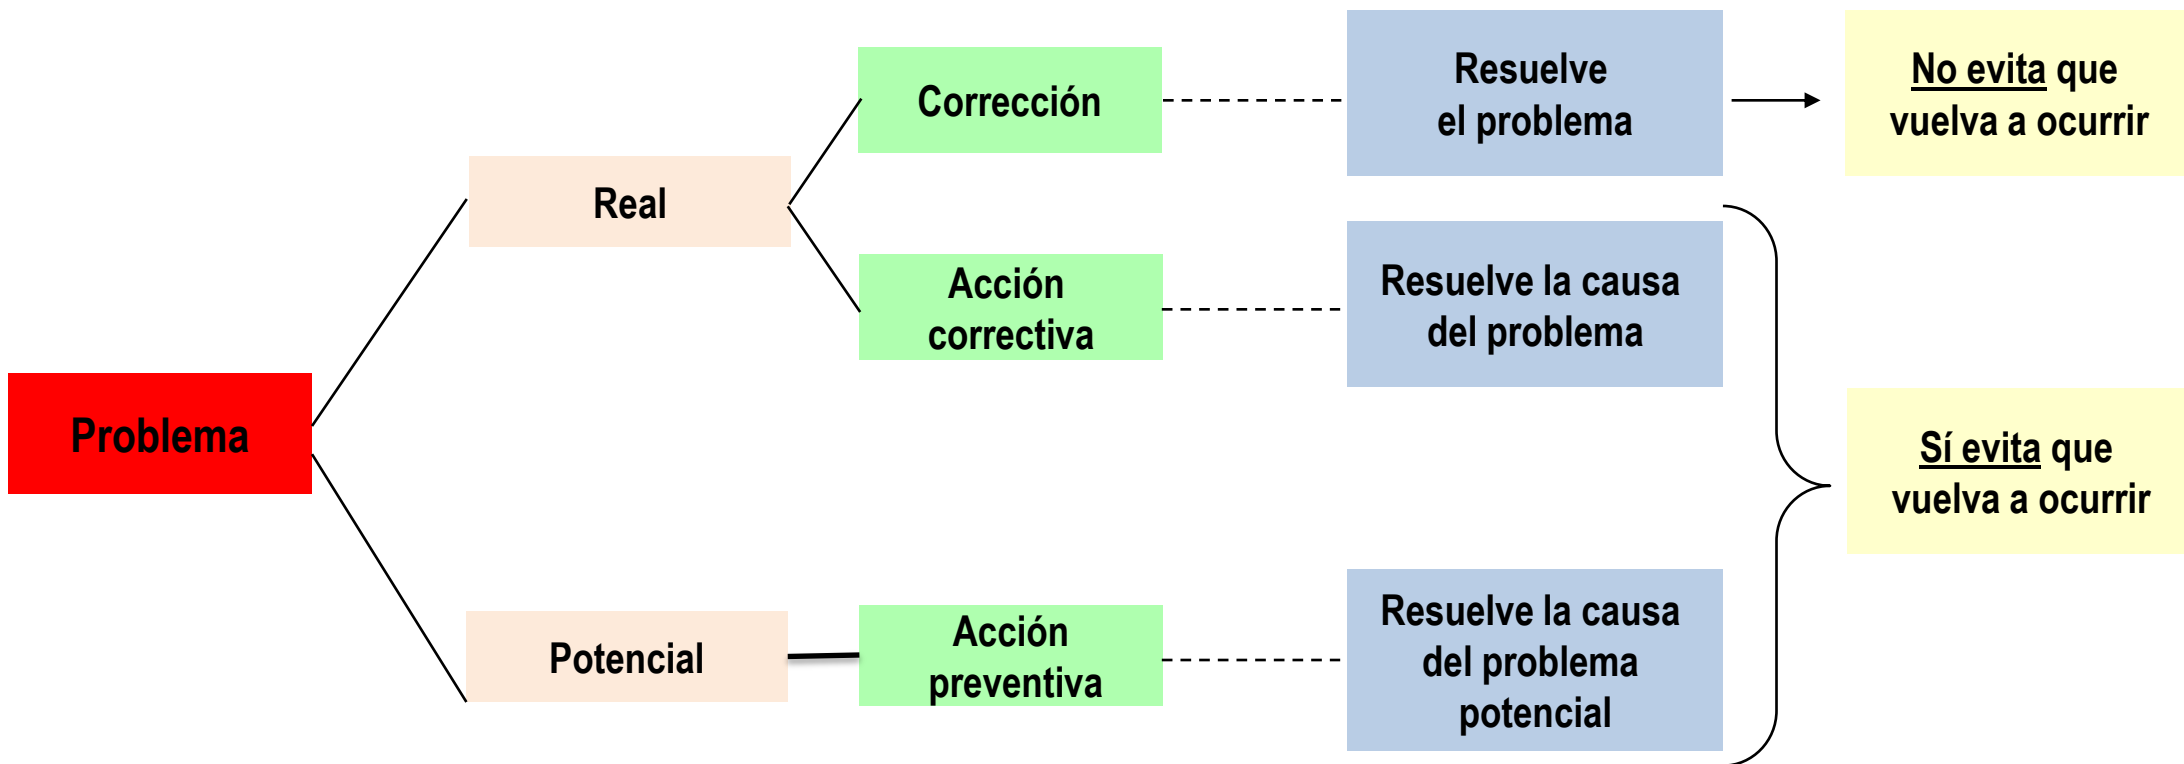 Corrección
Resuelve
el problema
No evita que
vuelva a ocurrir
Real
Acción
correctiva
Resuelve la causa
del problema
Problema
Sí evita que
vuelva a ocurrir
Potencial
Acción
preventiva
Resuelve la causa
del problema
potencial